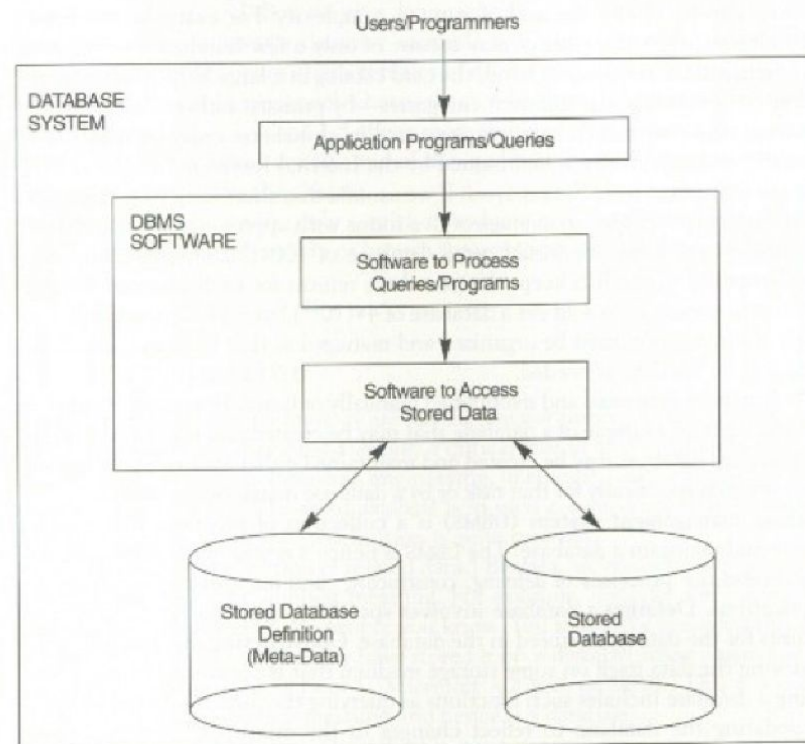 Users/Programmers
DATABASE
SYSTEM
Application Programs/Queries
DBMS
SOFTWARE
Software to Process
Queries/Programs
Software to Access
Stored Data
Stored Database
Definition
(Meta-Data)
Stored
Database